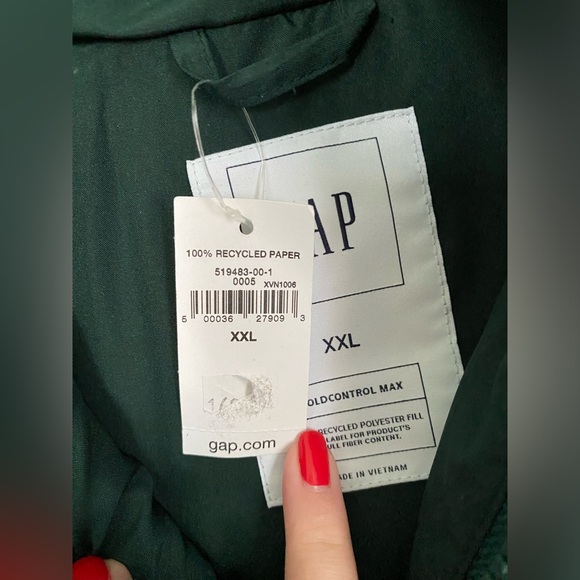 100% RECYCLED PAPER
519483-00-1
0005 XVN1006
5 00036 27909 3
XXL
gap.com
AP
XXL
OLDCONTROL MAX
RECYCLED POLYESTER FILL
LABEL FOR PRODUCT'S
ULL FIBER CONTENT.
ADE IN VIETNAM